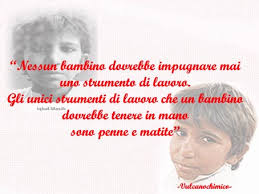 “Nessun bambino dovrebbe impugnare mai
uno strumento di lavoro.
Gli unici strumenti di lavoro che un bambino
dovrebbe tenere in mano
sono penne e matite”
-Vulcanochimico-